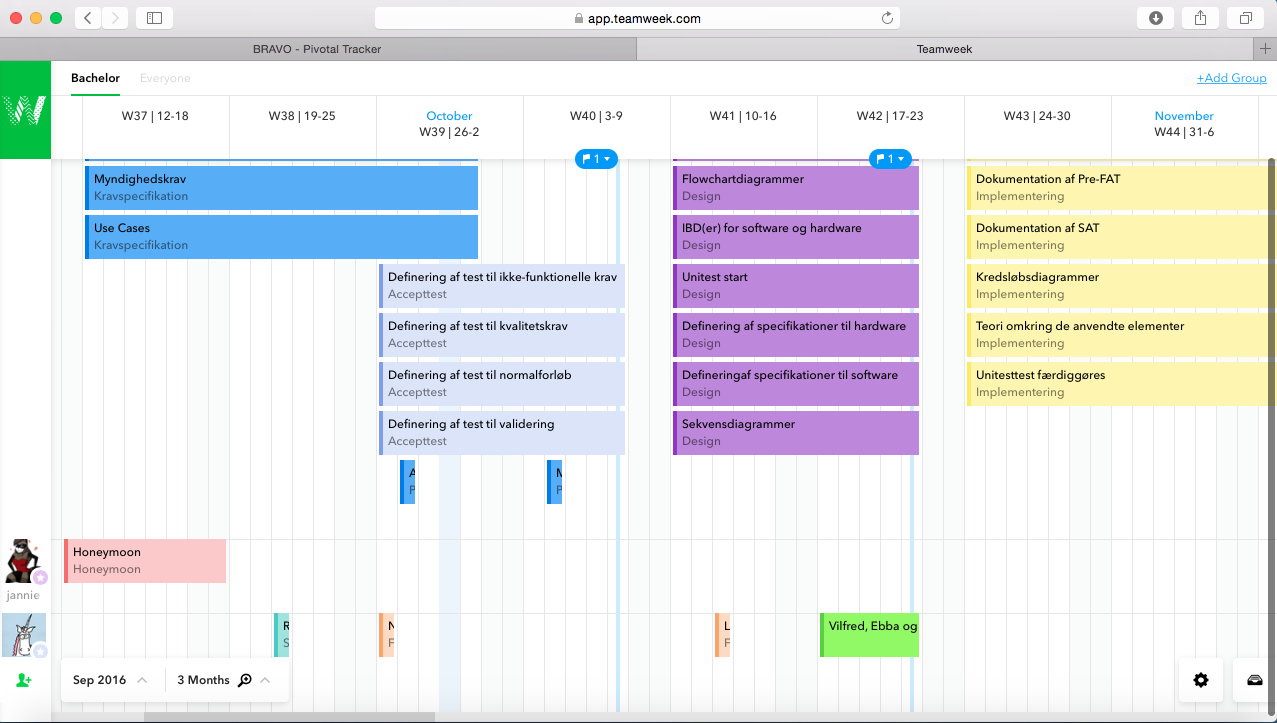 app.teamweek.com
BRAVO - Pivotal Tracker
Teamweek
W
Bachelor
Everyone
+Add Group
W37 | 12-18
W38 | 19-25
October
W39 | 26-2
W40 | 3-9
W41 | 10-16
W42 | 17-23
W43 | 24-30
November
W44 | 31-6
1
1
Myndighedskrav
Kravspecifikation
Use Cases
Kravspecifikation
Definering af test til ikke-funktionelle krav
Accepttest
Definering af test til kvalitetskrav
Accepttest
Definering af test til normalforløb
Accepttest
Definering af test til validering
Accepttest
Flowchartdiagrammer
Design
IBD(er) for software og hardware
Design
Unitest start
Design
Definering af specifikationer til hardware
Design
Defineringaf specifikationer til software
Design
Sekvensdiagrammer
Design
Dokumentation af Pre-FAT
Implementering
Dokumentation af SAT
Implementering
Kredsløbsdiagrammer
Implementering
Teori omkring de anvendte elementer
Implementering
Unitesttest færdiggøres
Implementering
Honeymoon
Honeymoon
jannie
Vilfred, Ebba og
Sep 2016
3 Months